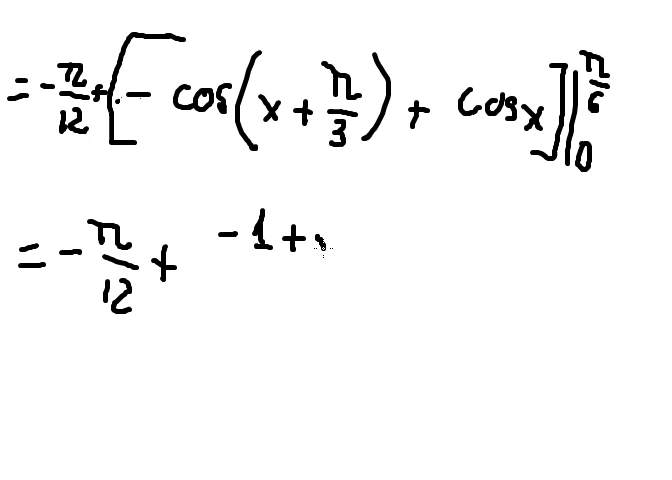 = -π/12 + [- cos(x + π/3) + cos x] |₀^π/6
= - π/12 + -1 +